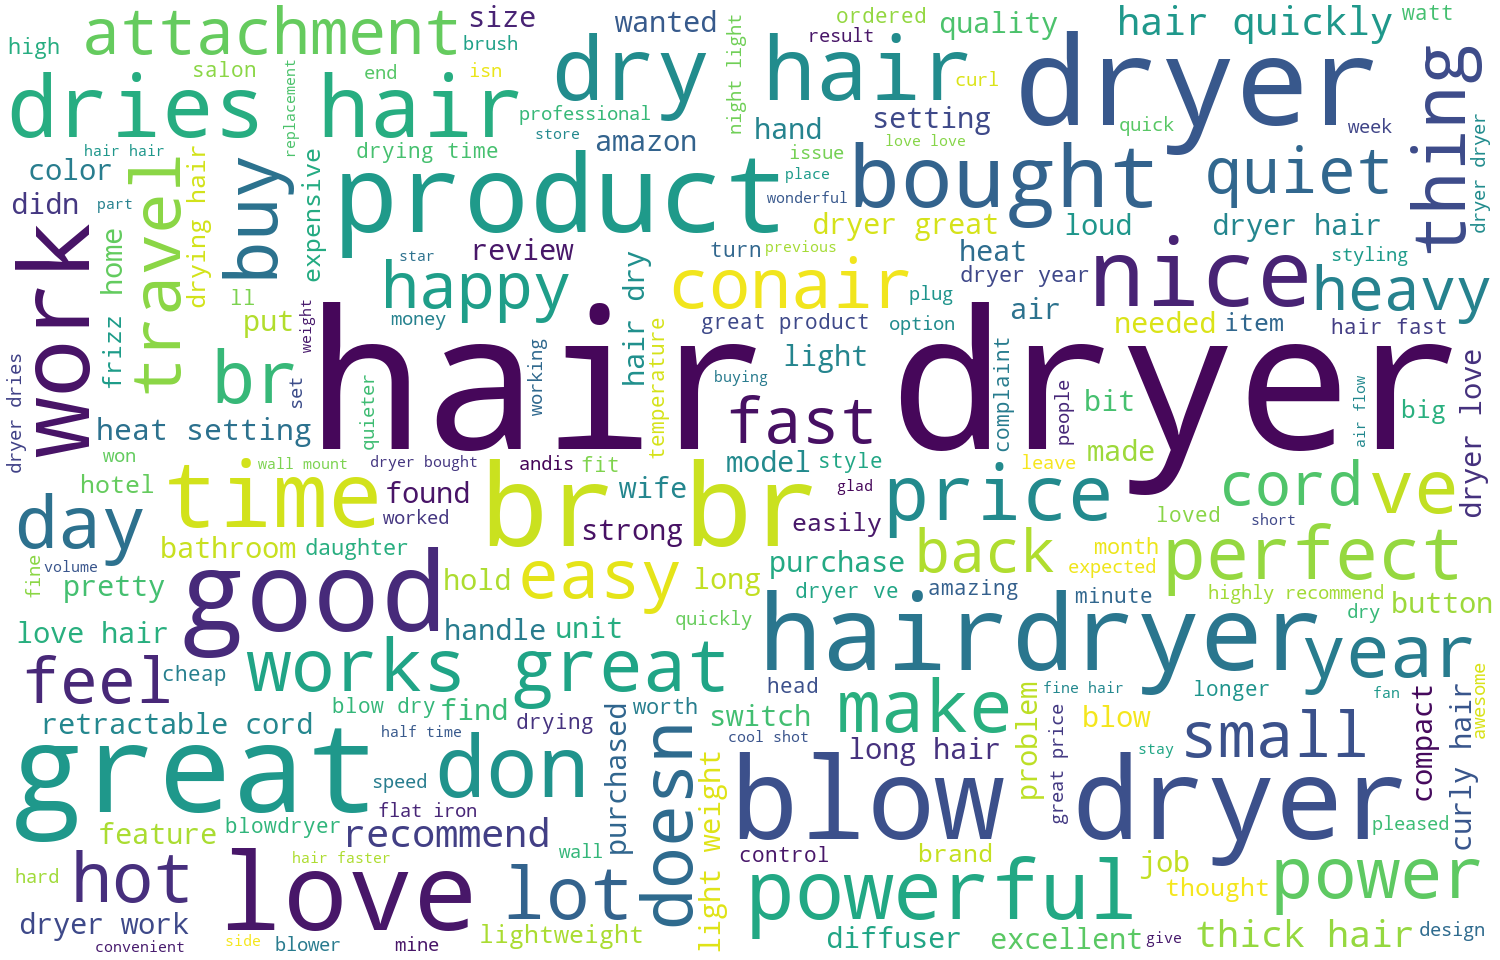 high
attachment
size
brush
wanted
dry
ordered
result
quality
hair quickly
watt
salon
end
isn
night light
hair
curl
dryer
thing
dries hair
replacement
professional
store
amazon
hand
setting
quick
week
hair hair
drying time
love love
color
travel
drying hair
buy
expensive
product
issue
place
wonderful
bought
quiet
dryer dryer
didn
part
work
home
review
dryer great
loud
dryer hair
star
happy
hair dry
turn
previous
conair
heat
dryer year
nice
styling
heavy
ll
put
weight
money
plug
great product
option
air
needed
item
hair fast
frizz
br
set
hair dryer
working
temperature
light
buying
fast
complaint
people
bit
air flow
big
dryer love
dryer dries
heat setting
quieter
won
wall mount
dryer bought
andis
fit
model
style
leave
made
hotel
time
found
worked
br br
wife
strong
glad
easily
price
cord
ve
loved
short
day
bathroom
daughter
purchase
back
month
expected
perfect
volume
fine
pretty
good
hold
easy
long
dryer ve
amazing
minute
highly recommend
dry
button
love hair
handle
unit
quickly
hairdryer
year
feel
cheap
works great
head
fine hair
longer
fan
awesome
retractable cord
blow dry
find
drying
worth
switch
make
problem
blow
small
compact
curly hair
great
half time
don
purchased
doesn
cool shot
long hair
great price
stay
speed
flat iron
light weight
blow dryer
pleased
feature
blowdryer
recommend
hair faster
wall
control
brand
job
hard
hot
love
lot
powerful
thought
power
dryer work
convenient
side
blower
mine
lightweight
diffuser
excellent
give
thick hair
design